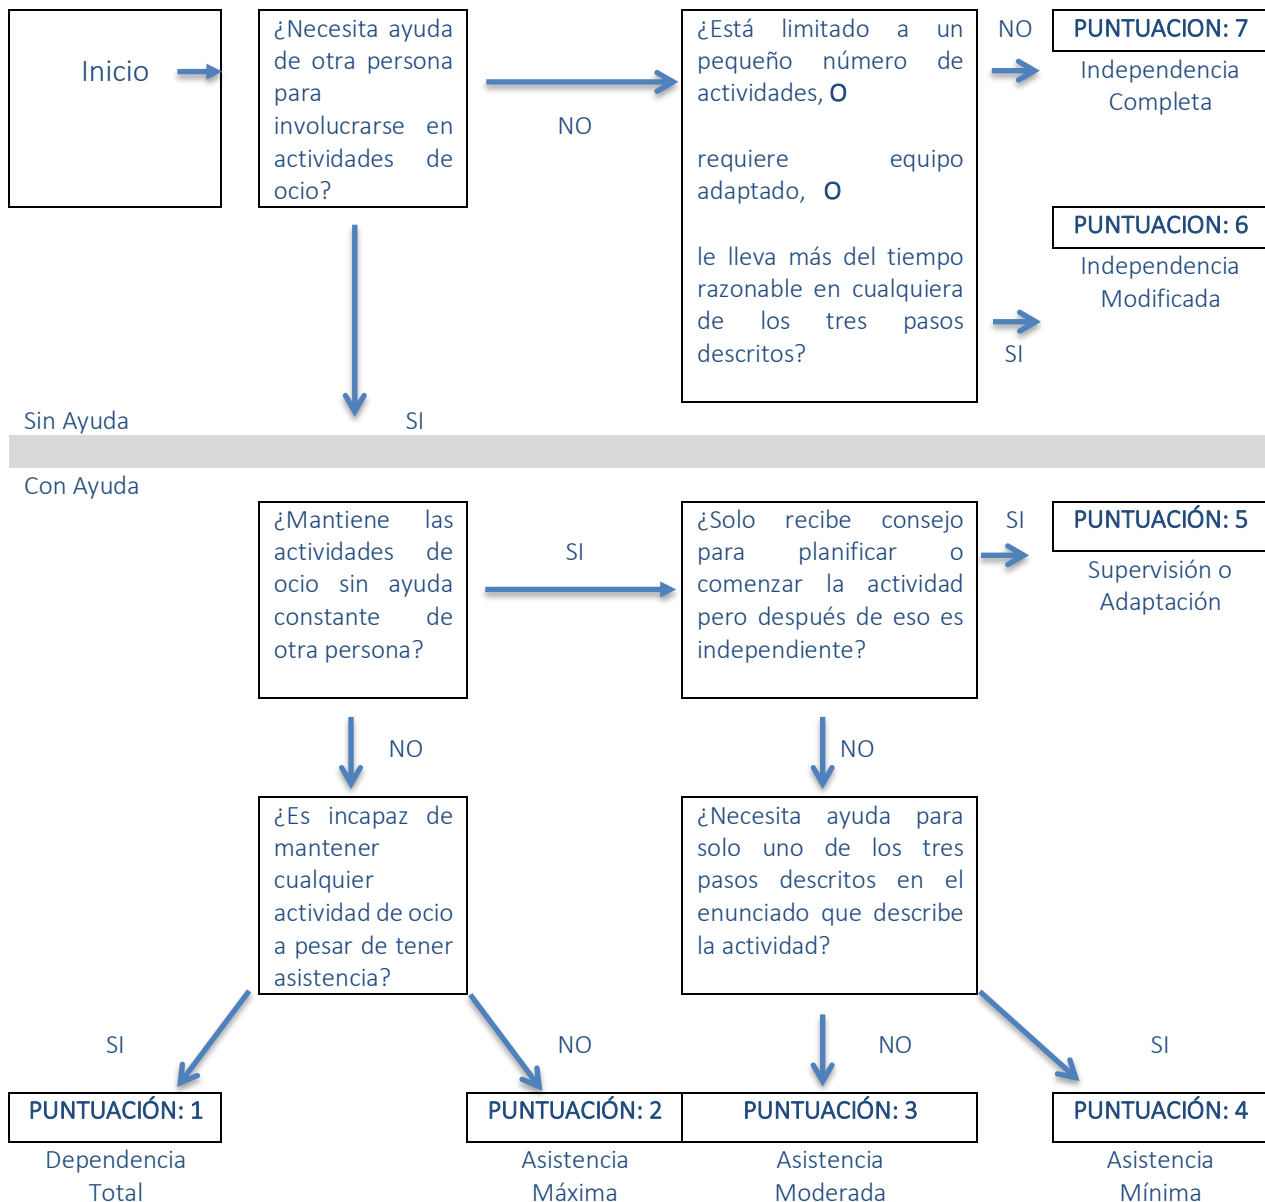 Inicio
¿Necesita ayuda
de otra persona
para
involucrarse en
actividades de
ocio?
NO
¿Está limitado a un
pequeño número de
actividades, O
requiere equipo
adaptado, O
le lleva más del tiempo
razonable en cualquiera
de los tres pasos
descritos?
NO
PUNTUACION: 7
Independencia
Completa
PUNTUACION: 6
Independencia
Modificada
SI
Sin Ayuda
SI
Con Ayuda
¿Mantiene las
actividades de
ocio sin ayuda
constante de
otra persona?
SI
¿Solo recibe consejo
para planificar o
comenzar la actividad
pero después de eso es
independiente?
SI
PUNTUACIÓN: 5
Supervisión o
Adaptación
NO
NO
¿Es incapaz de
mantener
cualquier
actividad de ocio
a pesar de tener
asistencia?
¿Necesita ayuda para
solo uno de los tres
pasos descritos en el
enunciado que describe
la actividad?
SI
NO
NO
SI
PUNTUACIÓN: 1
Dependencia
Total
PUNTUACIÓN: 2
Asistencia
Máxima
PUNTUACIÓN: 3
Asistencia
Moderada
PUNTUACIÓN: 4
Asistencia
Mínima